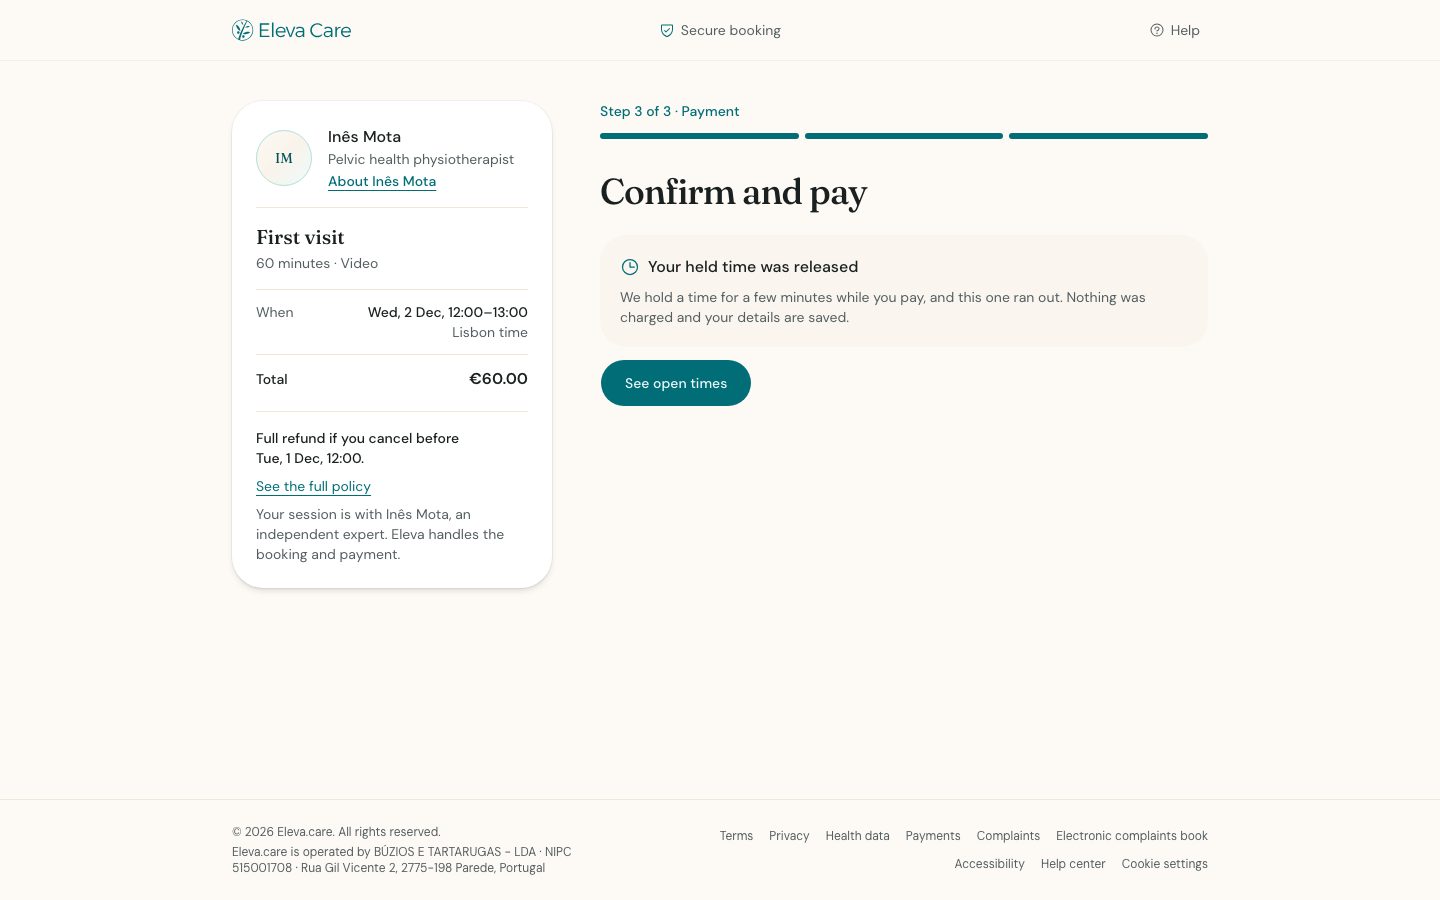 Eleva Care
Secure booking
Help
IM
Inês Mota
Pelvic health physiotherapist
About Inês Mota
First visit
60 minutes · Video
When
Wed, 2 Dec, 12:00–13:00
Lisbon time
Total
€60.00
Full refund if you cancel before
Tue, 1 Dec, 12:00.
See the full policy
Your session is with Inês Mota, an
independent expert. Eleva handles the
booking and payment.
Step 3 of 3 · Payment
Confirm and pay
Your held time was released
We hold a time for a few minutes while you pay, and this one ran out. Nothing was
charged and your details are saved.
See open times
© 2026 Eleva.care. All rights reserved.
Eleva.care is operated by BÚZIOS E TARTARUGAS - LDA · NIPC
515001708 · Rua Gil Vicente 2, 2775-198 Parede, Portugal
Terms Privacy Health data Payments Complaints Electronic complaints book
Accessibility Help center Cookie settings